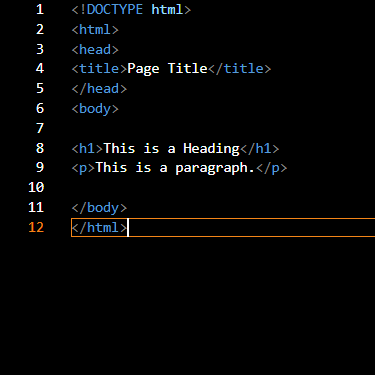 1 <!DOCTYPE html>
2 <html>
3 <head>
4 <title>Page Title</title>
5 </head>
6 <body>
7
8 <h1>This is a Heading</h1>
9 <p>This is a paragraph.</p>
10
11 </body>
12 </html>